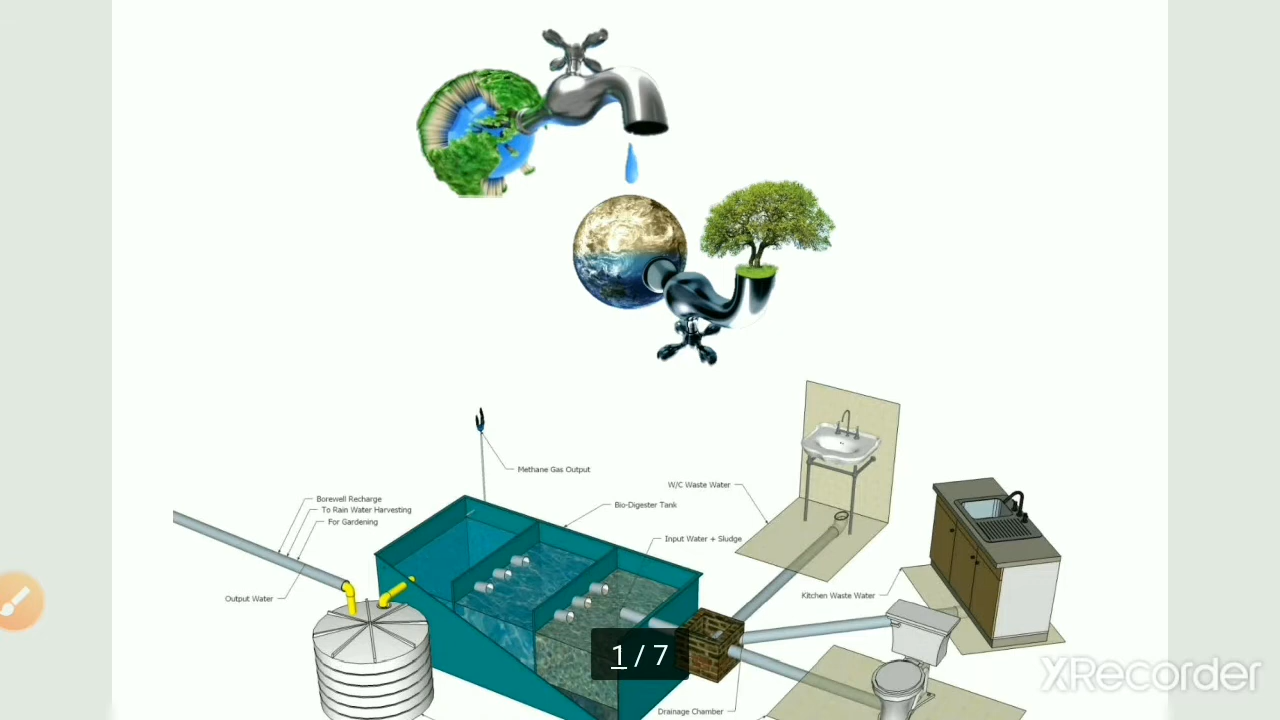 Methane Gas Output
W/C Waste Water
Borewell Recharge
To Rain Water Harvesting
For Gardening
Bio-Digester Tank
Input Water + Sludge
Output Water
Kitchen Waste Water
1 / 7
XRecorder
Drainage Chamber